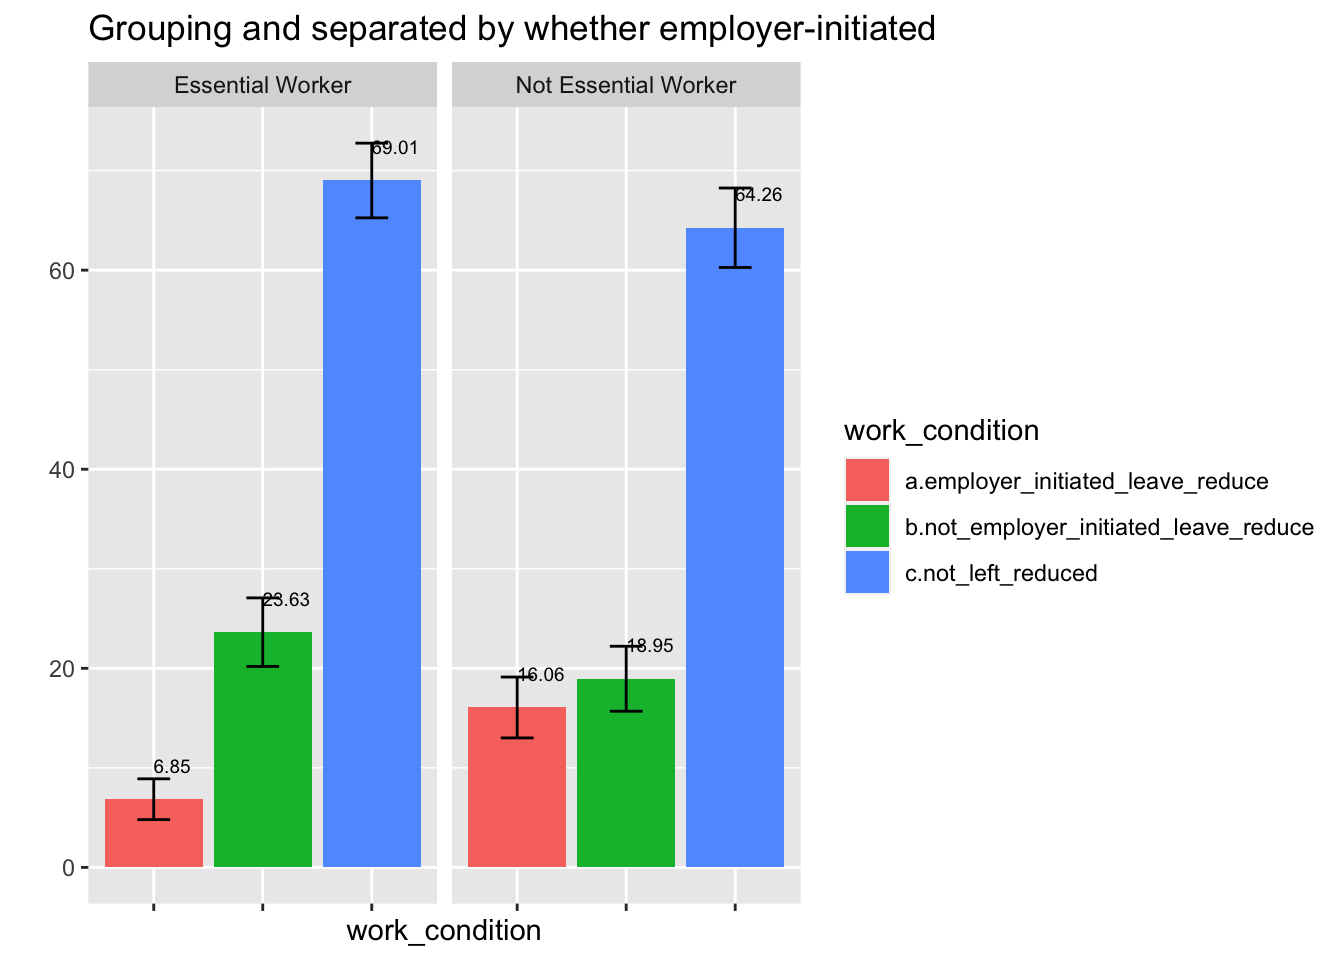 Grouping and separated by whether employer-initiated
Essential Worker
Not Essential Worker
69.01
64.26
60
40
23.63
18.95
20
16.06
6.85
0
work_condition
work_condition
a.employer_initiated_leave_reduce
b.not_employer_initiated_leave_reduce
c.not_left_reduced